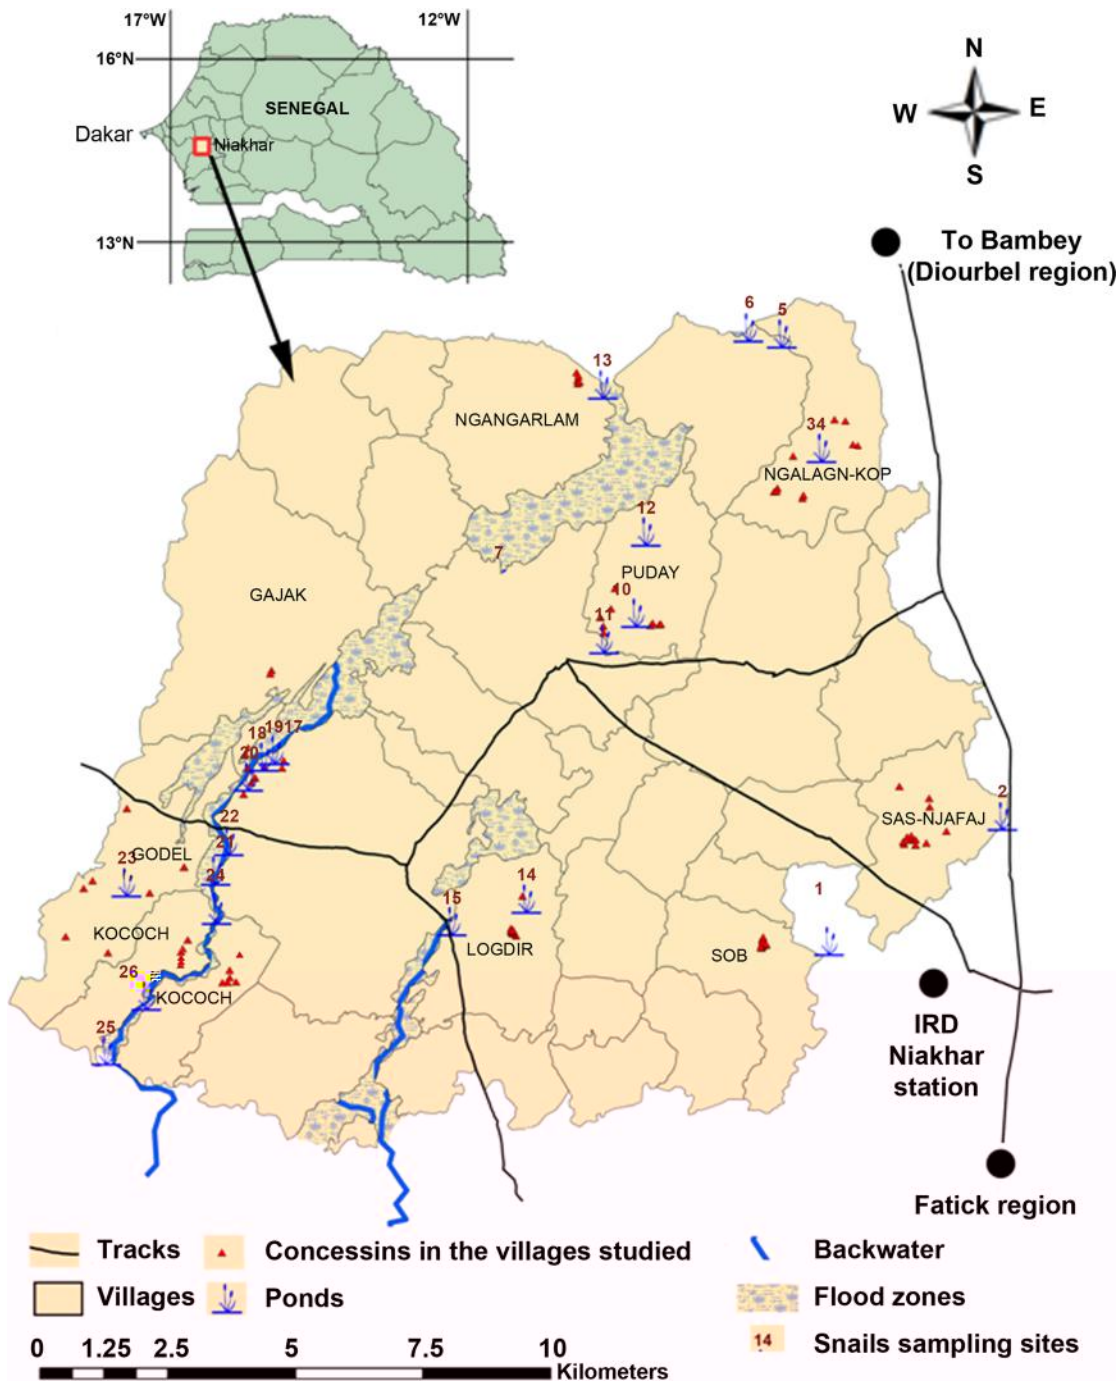 17°W
12°W
16°N
SENEGAL
Dakar
Niakhar
13°N
N
W
E
S
To Bambey
(Diourbel region)
6
5
13
NGANGARLAM
34
NGALAGN-KOP
12
7
PUDAY
10
11
GAJAK
18
19
17
20
2
SAS-NJAFAJ
22
21
GODEL
23
24
14
15
1
KOCOCH
LOGDIR
SOB
26
KOCOCH
25
IRD
Niakhar
station
Fatick region
Tracks
Concessins in the villages studied
Backwater
Villages
Ponds
Flood zones
14
Snails sampling sites
0
1.25
2.5
5
7.5
10
Kilometers